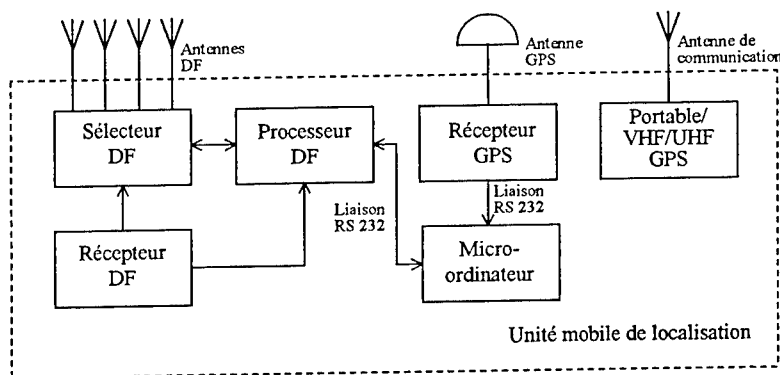 Antennes
DF
Antenne
GPS
Antenne de
communication
Sélecteur
DF
Processeur
DF
Récepteur
GPS
Portable/
VHF/UHF
GPS
Liaison
RS 232
Liaison
RS 232
Récepteur
DF
Micro-
ordinateur
Unité mobile de localisation